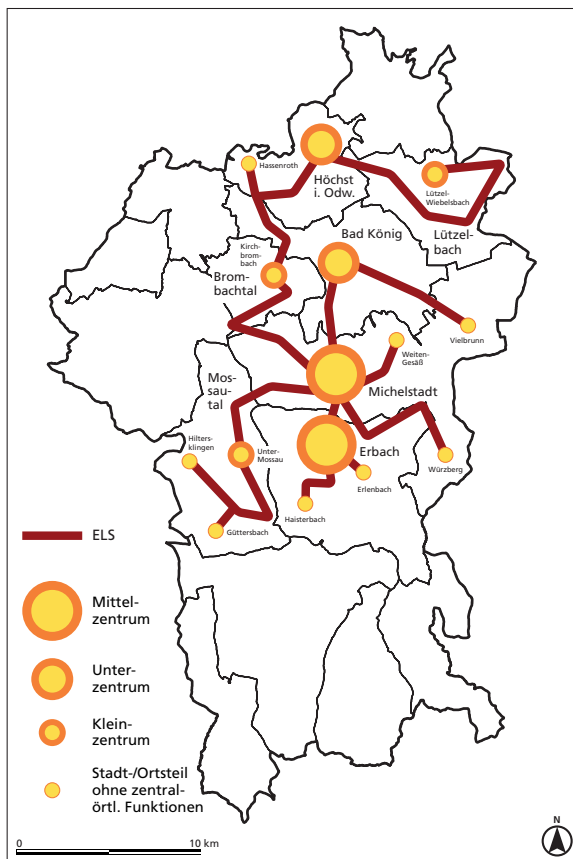 Hassenroth
Höchst
i. Odw.
Lützel-
Wiebelsbach
Lützel-
bach
Bad König
Kirch-
brom-
bach
Brom-
bachtal
Vielbrunn
Weiten-
Gesäß
Mos-
sau-
tal
Michelstadt
Hilters-
klingen
Unter-
Mossau
Erbach
Würzberg
Erlenbach
Haisterbach
Güttersbach
ELS
Mittel-
zentrum
Unter-
zentrum
Klein-
zentrum
Stadt-/Ortsteil
ohne zentral-
örtl. Funktionen
0 10 km
N